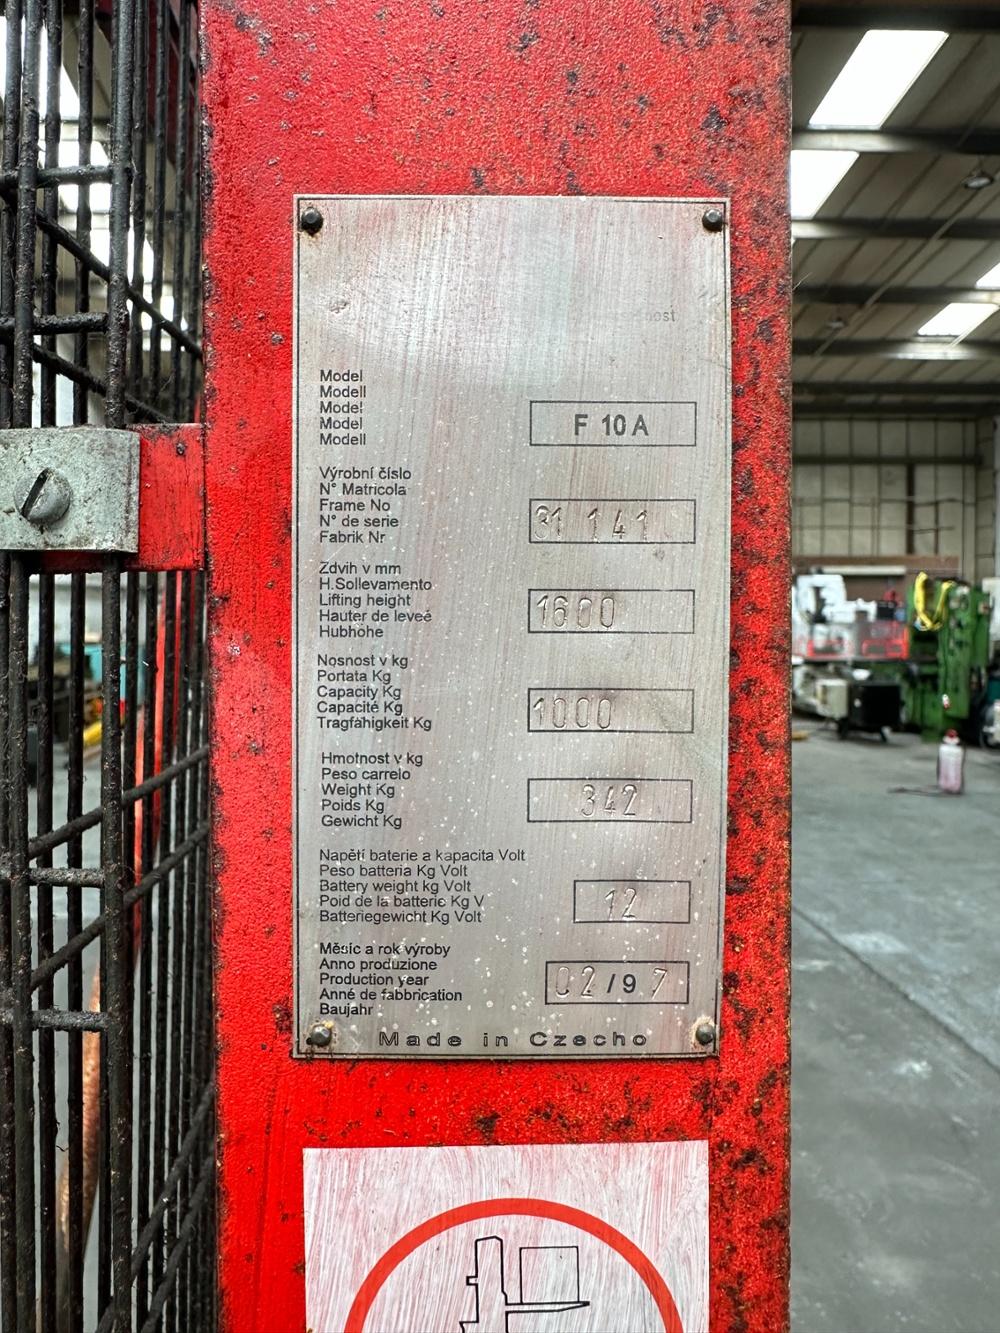 Model
Modell
Model
Model
Modell
F 10 A
Výrobní číslo
N° Matricola
Frame No
N° de serie
Fabrik Nr
31 141
Zdvih v mm
H.Sollevamento
Lifting height
Hauter de leveé
Hubhohe
1600
Nosnost v kg
Portata Kg
Capacity Kg
Capacité Kg
Tragfähigkeit Kg
1000
Hmotnost v kg
Peso carrelo
Weight Kg
Poids Kg
Gewicht Kg
342
Napětí baterie a kapacita Volt
Peso batteria Kg Volt
Battery weight kg Volt
Poid de la batterie Kg V
Batteriegewicht Kg Volt
12
Měsíc a rok výroby
Anno produzione
Production year
Anné de fabbrication
Baujahr
02/97
Made in Czecho